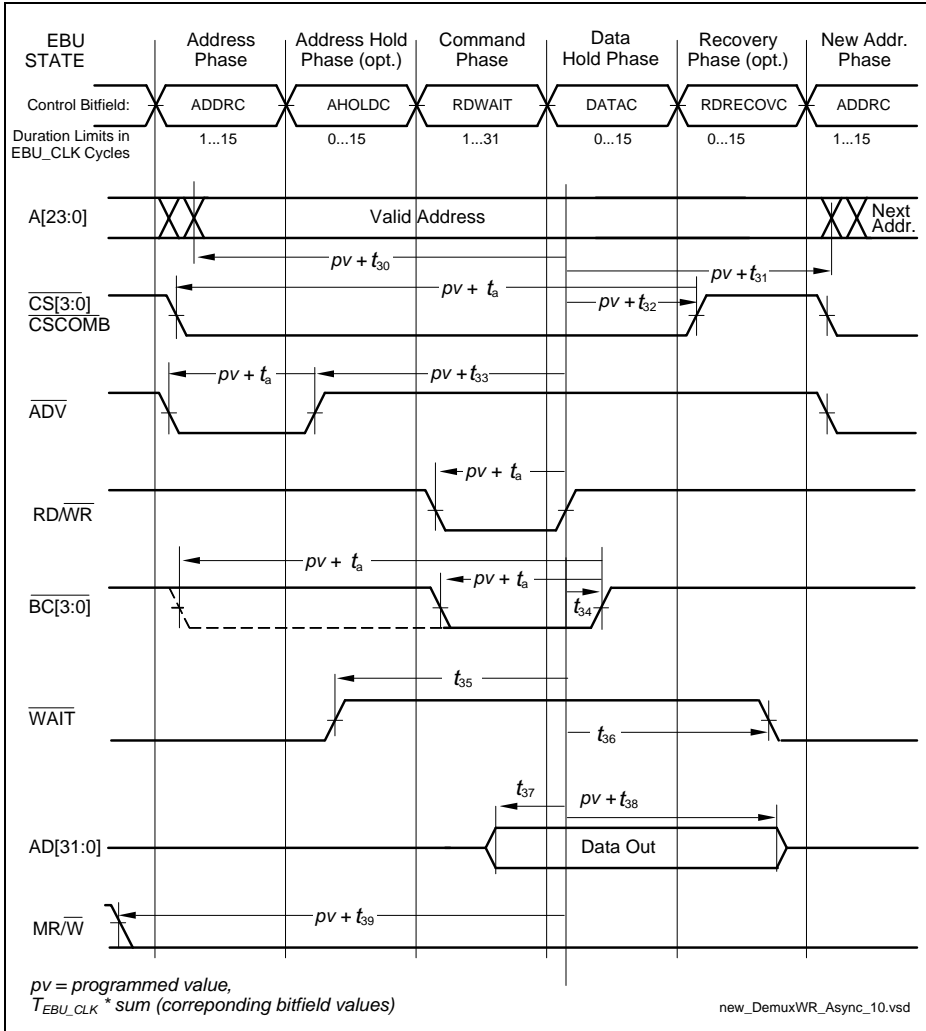 EBU STATE
Address Phase
Address Hold Phase (opt.)
Command Phase
Data Hold Phase
Recovery Phase (opt.)
New Addr. Phase
Control Bitfield: ADDRC AHOLDC RDWAIT DATAC RDRECOVC ADDRC
Duration Limits in EBU_CLK Cycles
1...15 0...15 1...31 0...15 0...15 1...15
A[23:0] Valid Address Next Addr.
pv + t30
pv + t31
pv + ta
CS[3:0] CSCOMB
pv + t32
pv + ta
pv + t33
ADV
pv + ta
RD/WR
pv + ta
pv + ta
BC[3:0]
t34
t35
WAIT
t36
t37
pv + t38
AD[31:0] Data Out
MR/W
pv + t39
pv = programmed value,
TEBU_CLK * sum (correponding bitfield values)
new_DemuxWR_Async_10.vsd